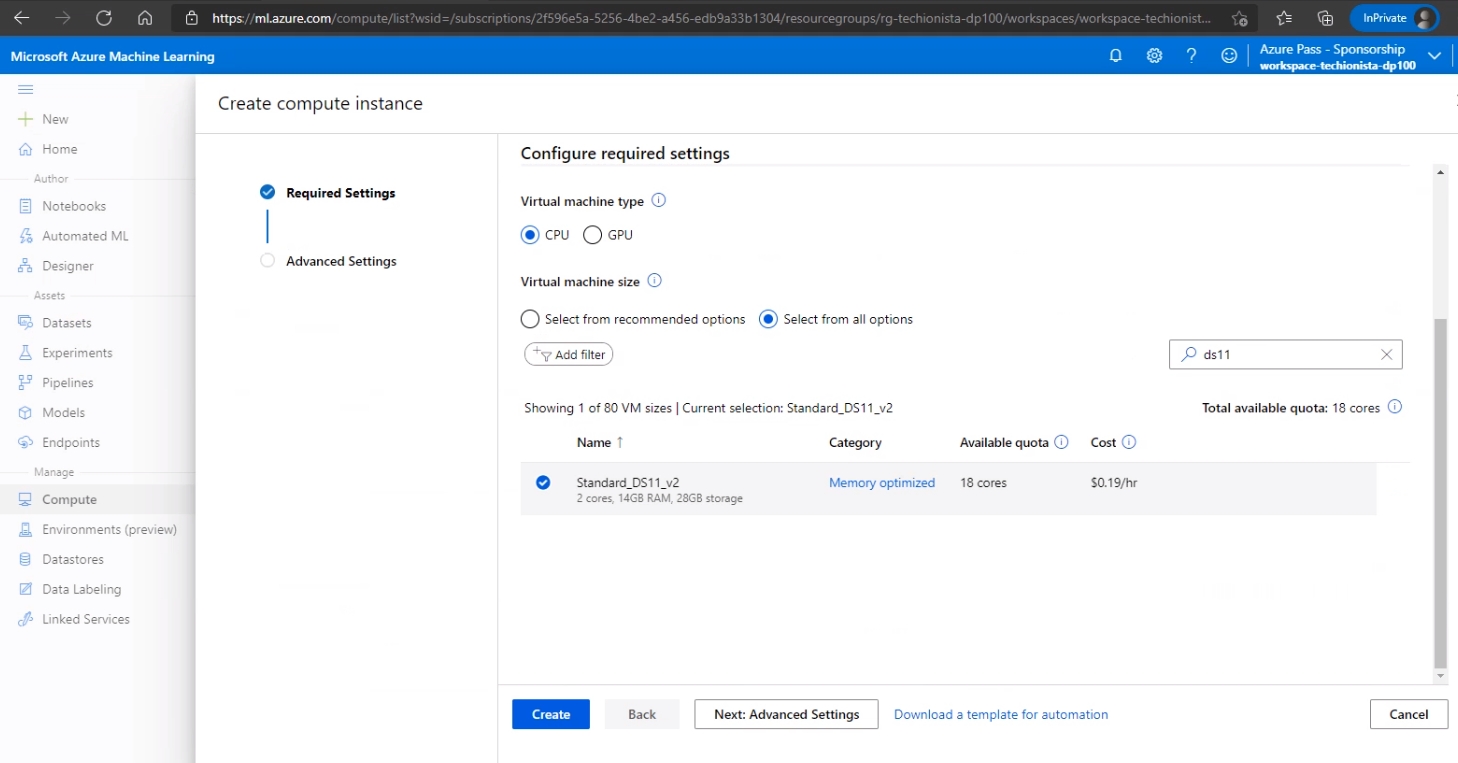 https://ml.azure.com/compute/list?wsid=/subscriptions/2f596e5a-5256-4be2-a456-edb9a33b1304/resourcegroups/rg-techionista-dp100/workspaces/workspace-techionist...
InPrivate
Microsoft Azure Machine Learning
Azure Pass - Sponsorship
workspace-techionista-dp100
New
Home
Author
Notebooks
Automated ML
Designer
Assets
Datasets
Experiments
Pipelines
Models
Endpoints
Manage
Compute
Environments (preview)
Datastores
Data Labeling
Linked Services
Create compute instance
Required Settings
Advanced Settings
Configure required settings
Virtual machine type
CPU GPU
Virtual machine size
Select from recommended options Select from all options
Add filter ds11
Showing 1 of 80 VM sizes | Current selection: Standard_DS11_v2 Total available quota: 18 cores
Name ↑ Category Available quota Cost
Standard_DS11_v2 Memory optimized 18 cores $0.19/hr
2 cores, 14GB RAM, 28GB storage
Create Back Next: Advanced Settings Download a template for automation Cancel